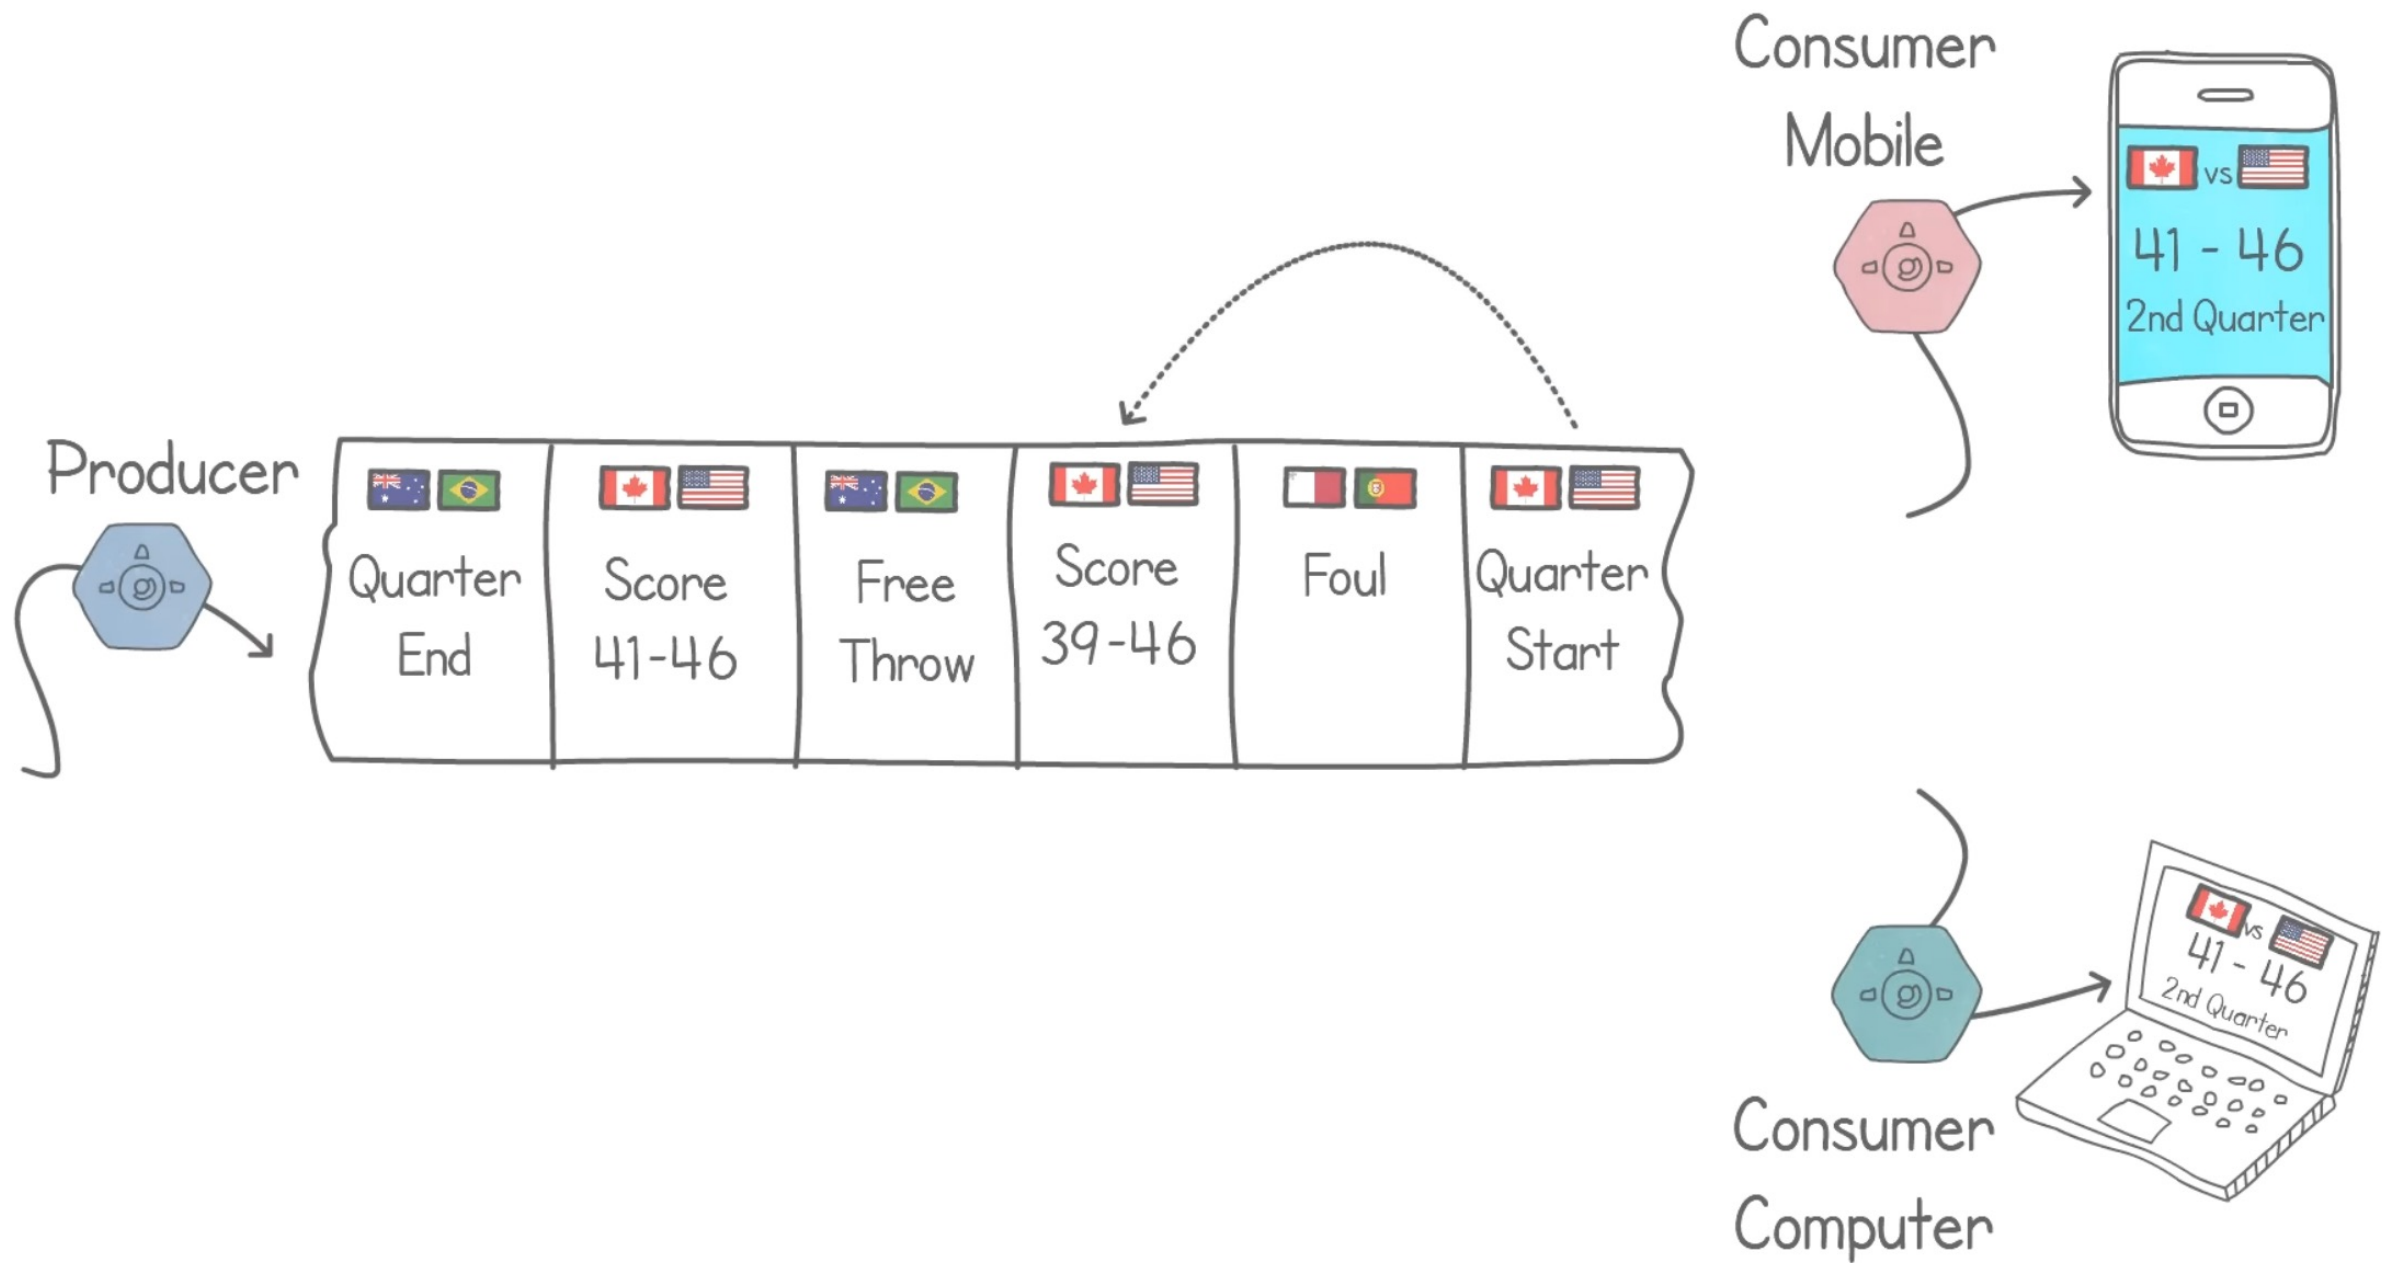 Producer
Quarter
End
Score
41-46
Free
Throw
Score
39-46
Foul
Quarter
Start
Consumer
Mobile
vs
41 - 46
2nd Quarter
vs
41 - 46
2nd Quarter
Consumer
Computer